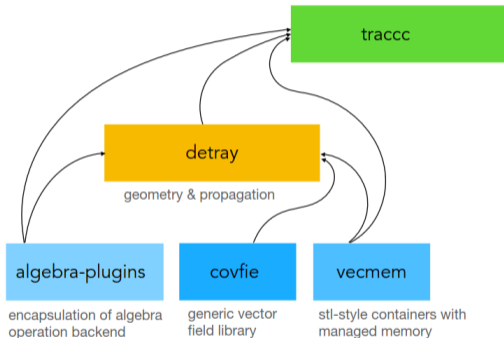 traccc
detray
geometry & propagation
algebra-plugins
covfie
vecmem
encapsulation of algebra
operation backend
generic vector
field library
stl-style containers with
managed memory